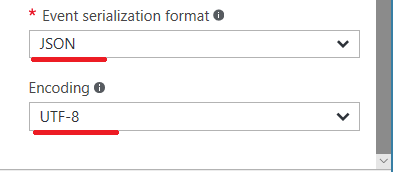 * Event serialization format
JSON
Encoding
UTF-8